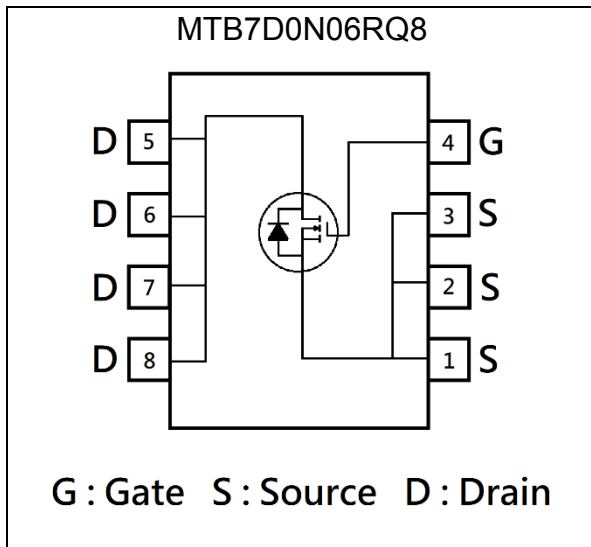 MTB7D0N06RQ8
D 5 4 G
D 6 3 S
D 7 2 S
D 8 1 S
G : Gate S : Source D : Drain